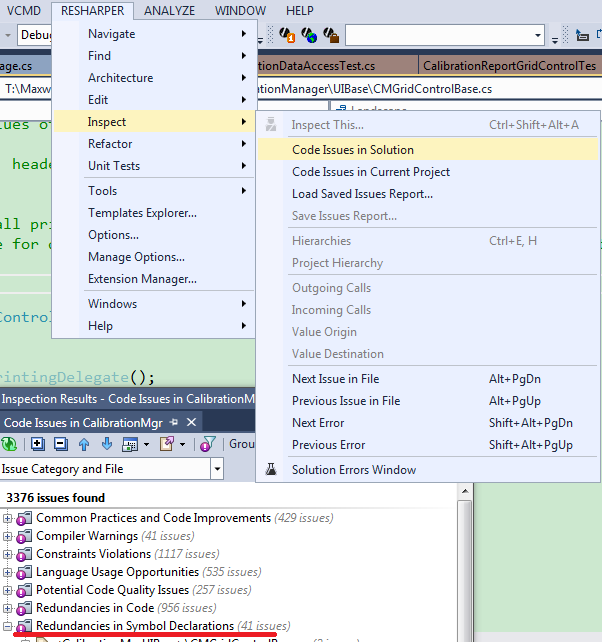 VCMD RESHARPER ANALYZE WINDOW HELP
Debu
age.cs
tionDataAccessTest.cs CalibrationReportGridControlTes
T:\Maxw
ationManager\UIBase\CMGridControlBase.cs
Navigate
Find
Architecture
Edit
Inspect
Refactor
Unit Tests
Tools
Templates Explorer...
Options...
Manage Options...
Extension Manager...
Windows
Help
Inspect This... Ctrl+Shift+Alt+A
Code Issues in Solution
Code Issues in Current Project
Load Saved Issues Report...
Save Issues Report...
Hierarchies Ctrl+E, H
Project Hierarchy
Outgoing Calls
Incoming Calls
Value Origin
Value Destination
Next Issue in File Alt+PgDn
Previous Issue in File Alt+PgUp
Next Error Shift+Alt+PgDn
Previous Error Shift+Alt+PgUp
Solution Errors Window
lues of
heade
all pri
e for c
Control
rintingDelegate();
Inspection Results - Code Issues in CalibrationM
Code Issues in CalibrationMgr
Grou
Issue Category and File
3376 issues found
Common Practices and Code Improvements (429 issues)
Compiler Warnings (41 issues)
Constraints Violations (1117 issues)
Language Usage Opportunities (535 issues)
Potential Code Quality Issues (257 issues)
Redundancies in Code (956 issues)
Redundancies in Symbol Declarations (41 issues)